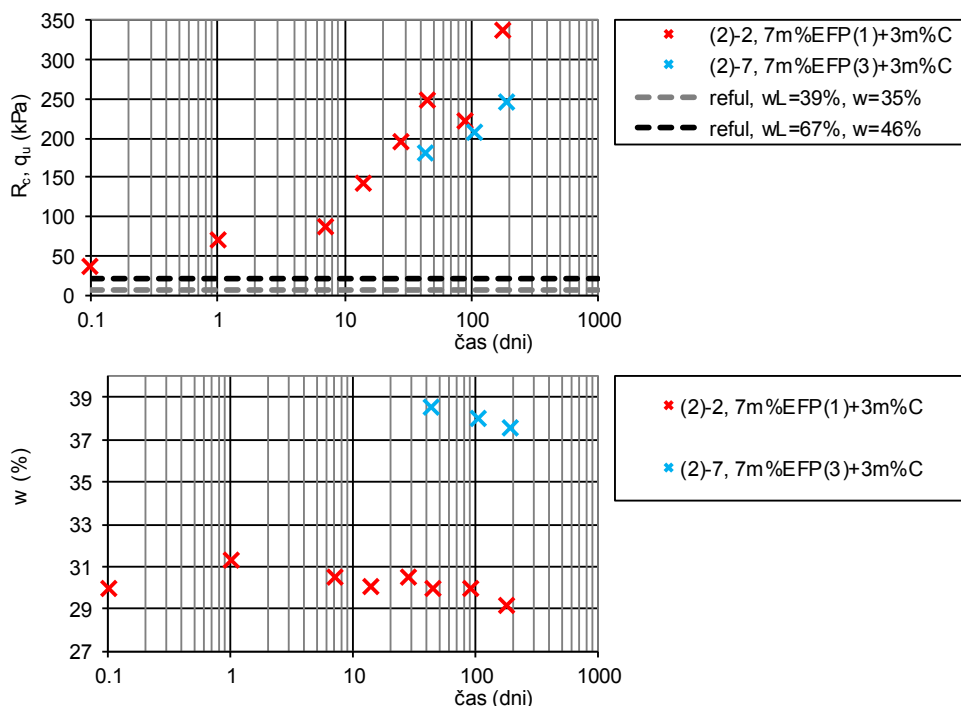 350
300
250
200
150
100
50
0
R_c, q_u (kPa)
0.1 1 10 100 1000
čas (dni)
(2)-2, 7m%EFP(1)+3m%C
(2)-7, 7m%EFP(3)+3m%C
reful, wL=39%, w=35%
reful, wL=67%, w=46%
39
37
35
33
31
29
27
w (%)
0.1 1 10 100 1000
čas (dni)
(2)-2, 7m%EFP(1)+3m%C
(2)-7, 7m%EFP(3)+3m%C